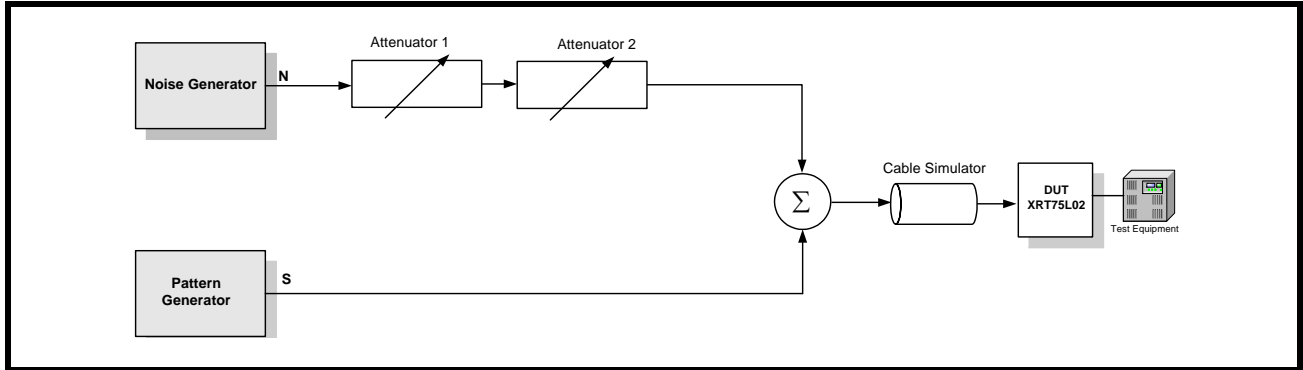 Attenuator 1
Attenuator 2
Noise Generator
N
Cable Simulator
Σ
DUT
XRT75L02
Test Equipment
Pattern
Generator
S